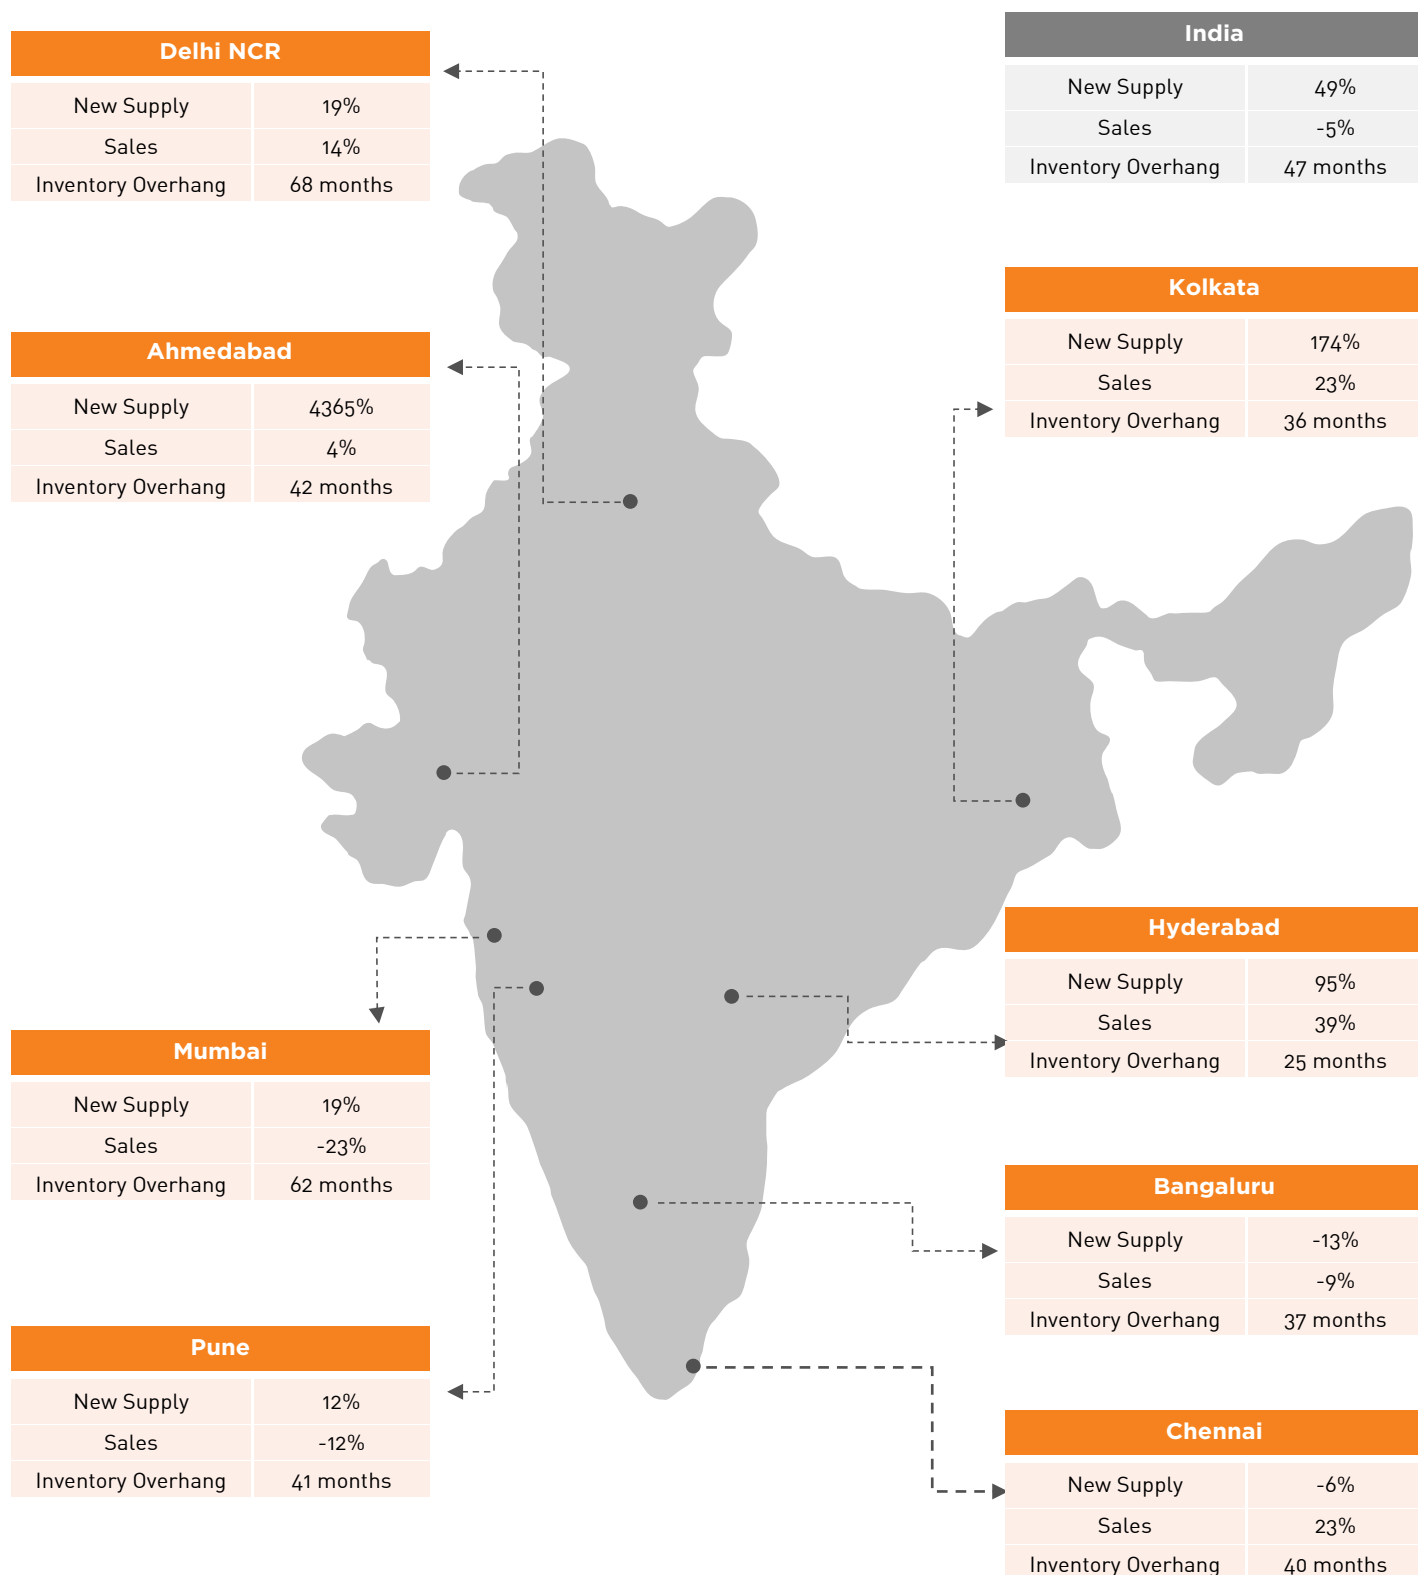 Delhi NCR
New Supply 19%
Sales 14%
Inventory Overhang 68 months
India
New Supply 49%
Sales -5%
Inventory Overhang 47 months
Ahmedabad
New Supply 4365%
Sales 4%
Inventory Overhang 42 months
Kolkata
New Supply 174%
Sales 23%
Inventory Overhang 36 months
Mumbai
New Supply 19%
Sales -23%
Inventory Overhang 62 months
Hyderabad
New Supply 95%
Sales 39%
Inventory Overhang 25 months
Bangaluru
New Supply -13%
Sales -9%
Inventory Overhang 37 months
Pune
New Supply 12%
Sales -12%
Inventory Overhang 41 months
Chennai
New Supply -6%
Sales 23%
Inventory Overhang 40 months